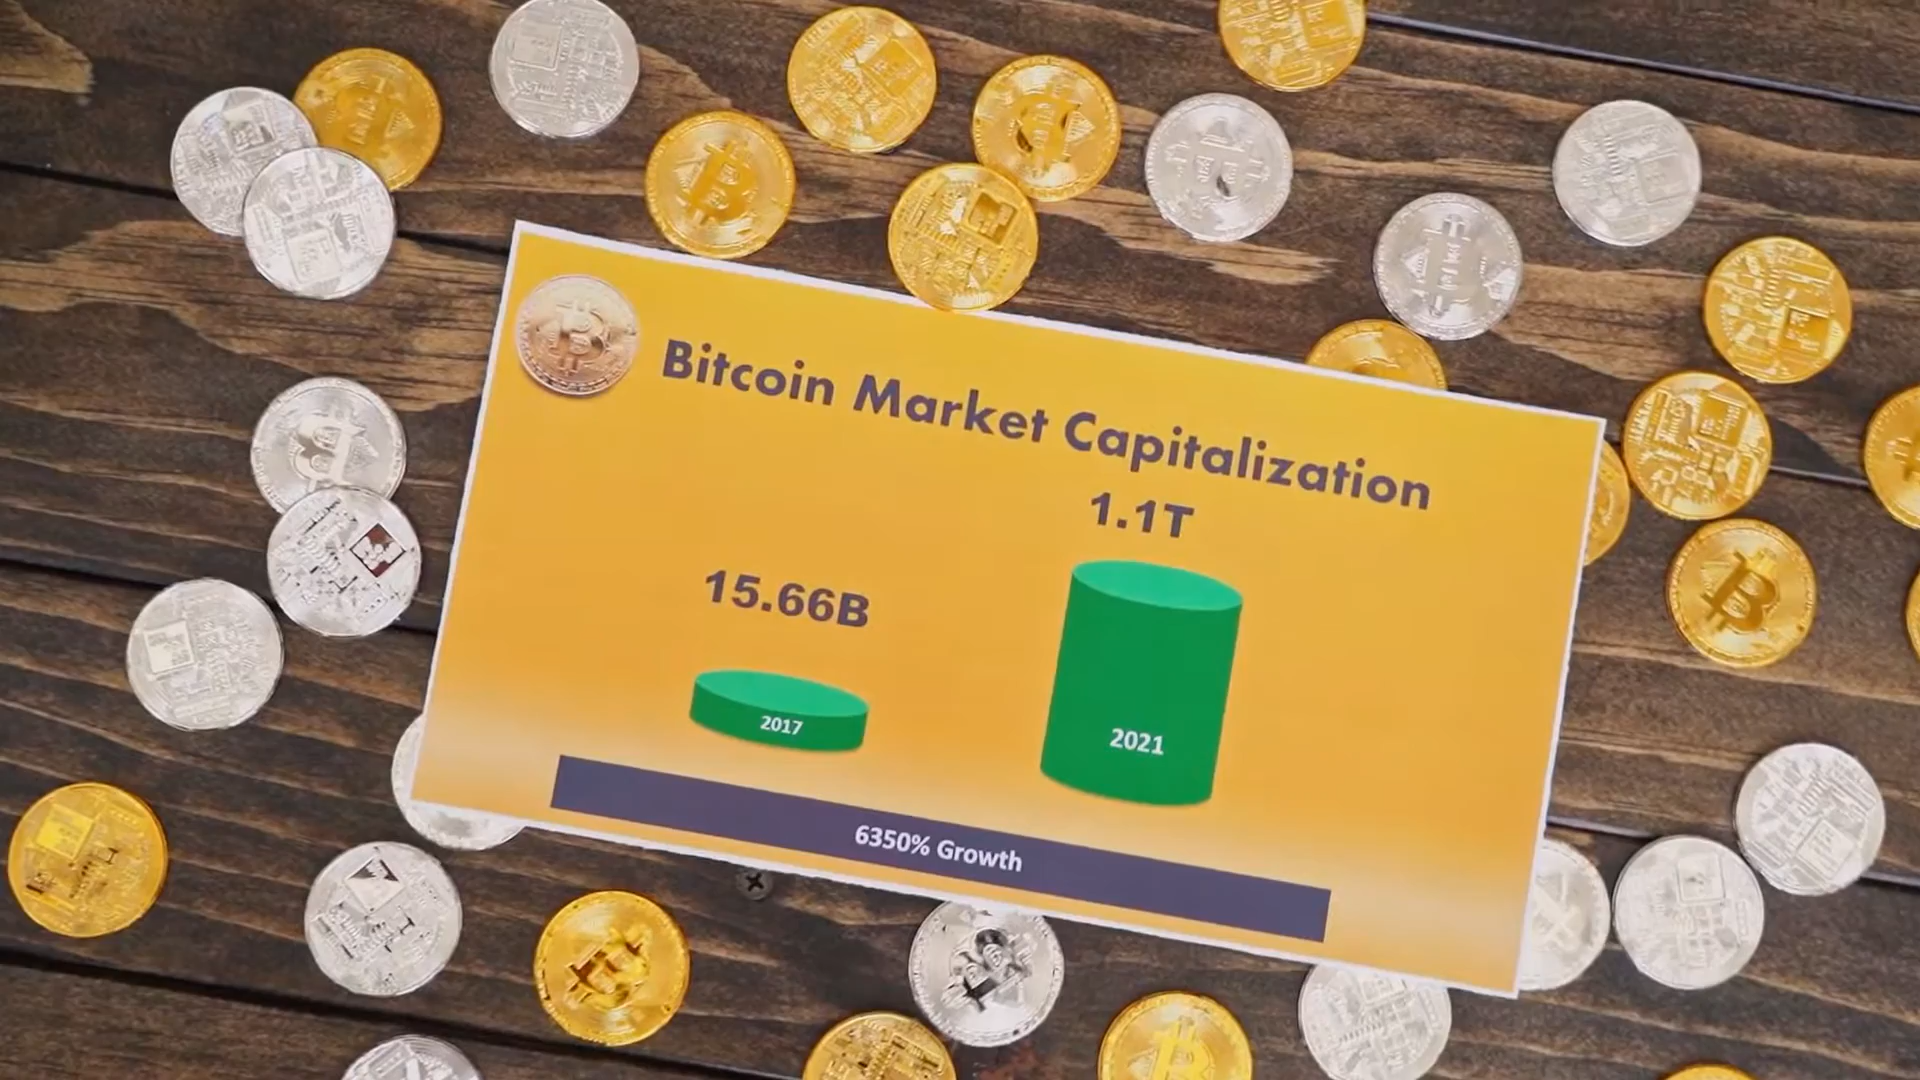 Bitcoin Market Capitalization
1.1T
15.66B
2017
2021
6350% Growth